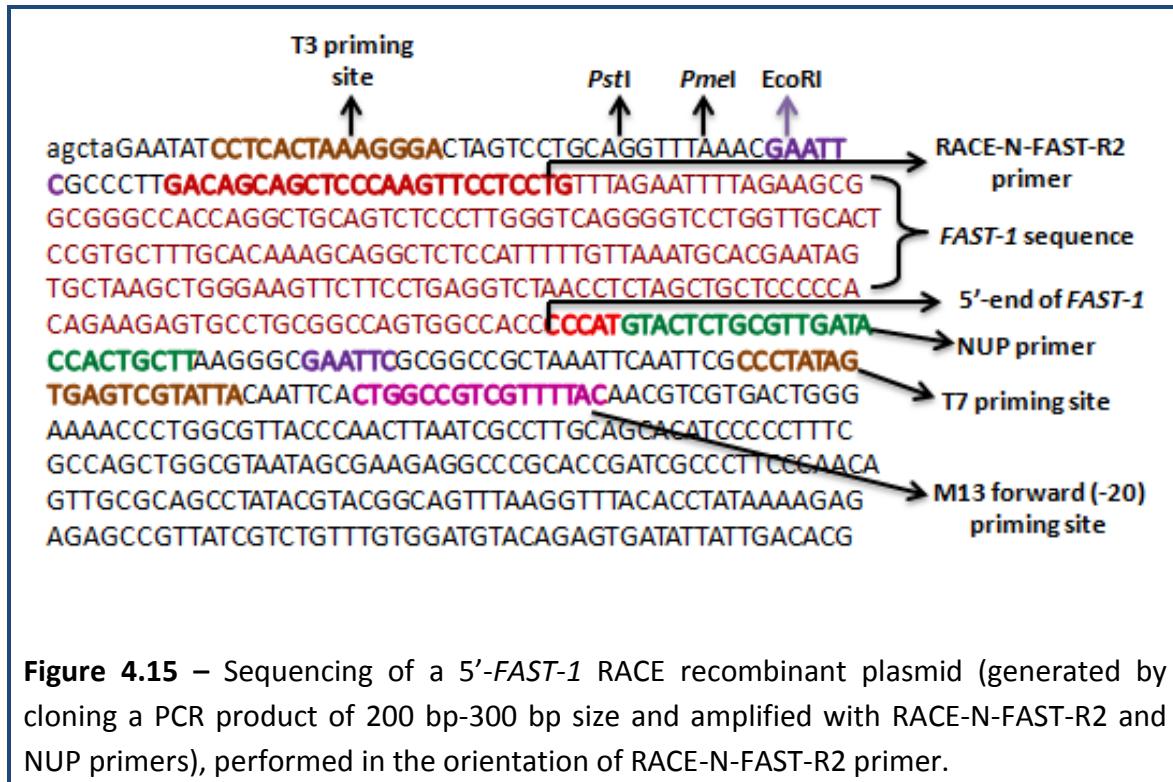 T3 priming
site
PstI PmeI EcoRI
agctaGAATATCCTCACTAAAGGGACTAGTCCTGCAGGTTTAAACGAATT
CGCCCTTGACAGCAGCTCCCAAGTTCCTCCTGTTTAGAATTTTAGAAGCG
GCGGGCCACCAGGCTGCAGTCTCCCTTGGGTCAGGGGTCCTGGTTGCACT
CCGTGCTTTGCACAAAGCAGGCTCTCCATTTTTGTTAAATGCACGAATAG
TGCTAAGCTGGGAAGTTCTTCCTGAGGTCTAACCTCTAGCTGCTCCCCCA
CAGAAGAGTGCCTGCGGCCAGTGGCCACCCCCATGTACTCTGCGTTGATA
CCACTGCTTAAGGGCGAATTCGCGGCCGCTAAATTCAATTCGCCCTATAG
TGAGTCGTATTACAATTCACTGGCCGTCGTTTTACAACGTCGTGACTGGG
AAAACCCTGGCGTTACCCAACTTAATCGCCTTGCAGCACATCCCCCTTTC
GCCAGCTGGCGTAATAGCGAAGAGGCCCGCACCGATCGCCCTTCCCAACA
GTTGCGCAGCCTATACGTACGGCAGTTTAAGGTTTACACCTATAAAAGAG
AGAGCCGTTATCGTCTGTTTGTGGATGTACAGAGTGATATTATTGACACG
RACE-N-FAST-R2
primer
FAST-1 sequence
5’-end of FAST-1
NUP primer
T7 priming site
M13 forward (-20)
priming site
Figure 4.15 – Sequencing of a 5’-FAST-1 RACE recombinant plasmid (generated by
cloning a PCR product of 200 bp-300 bp size and amplified with RACE-N-FAST-R2 and
NUP primers), performed in the orientation of RACE-N-FAST-R2 primer.